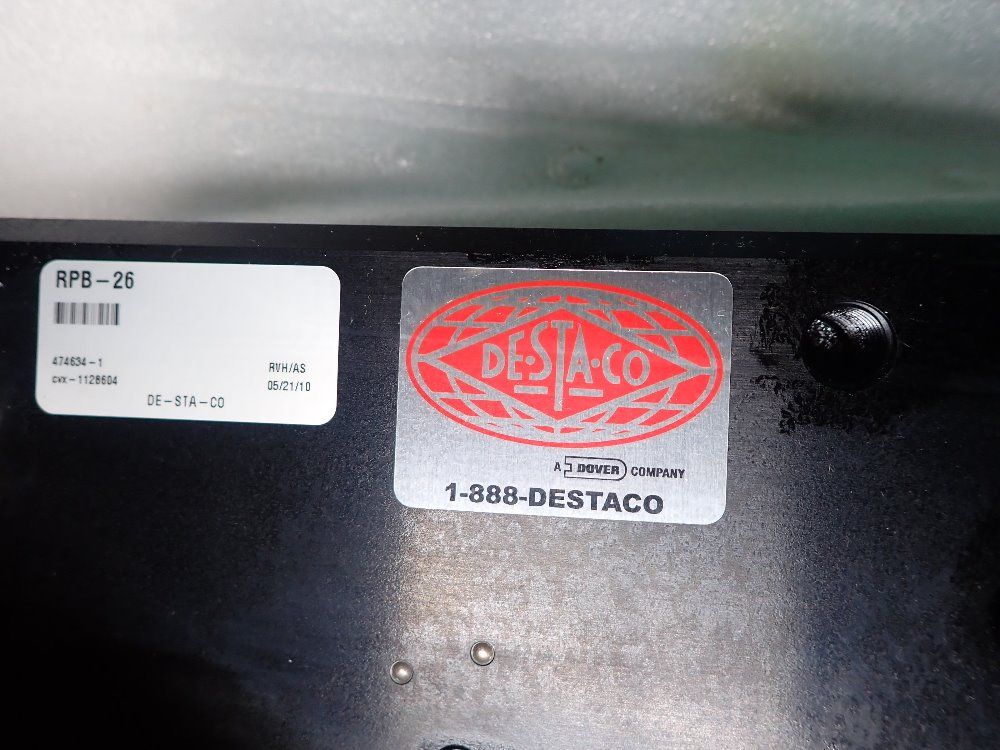 RPB-26
474634-1
cvx-1128604
RVH/AS
05/21/10
DE-STA-CO
DE·STA·CO
A DOVER COMPANY
1-888-DESTACO